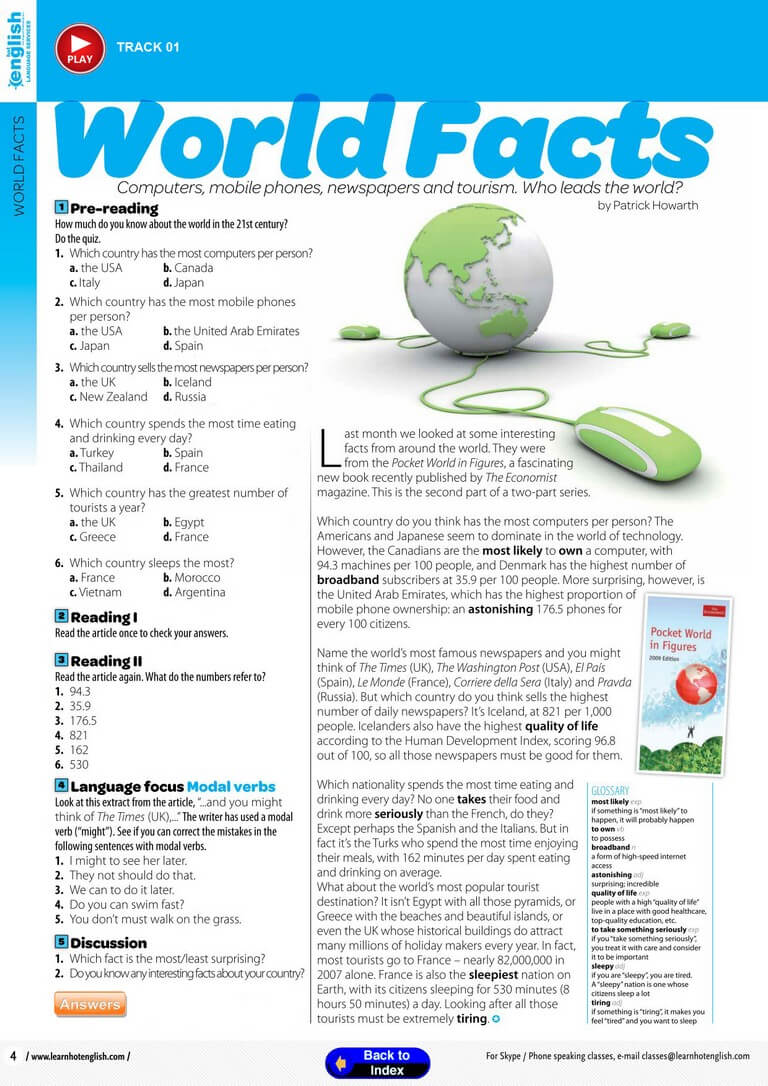 hot
english
LANGUAGE SERVICES
PLAY
TRACK 01
WORLD FACTS
World Facts
Computers, mobile phones, newspapers and tourism. Who leads the world?
by Patrick Howarth
1 Pre-reading
How much do you know about the world in the 21st century?
Do the quiz.
1. Which country has the most computers per person?
a. the USA b. Canada
c. Italy d. Japan
2. Which country has the most mobile phones
per person?
a. the USA b. the United Arab Emirates
c. Japan d. Spain
3. Which country sells the most newspapers per person?
a. the UK b. Iceland
c. New Zealand d. Russia
4. Which country spends the most time eating
and drinking every day?
a. Turkey b. Spain
c. Thailand d. France
5. Which country has the greatest number of
tourists a year?
a. the UK b. Egypt
c. Greece d. France
6. Which country sleeps the most?
a. France b. Morocco
c. Vietnam d. Argentina
2 Reading I
Read the article once to check your answers.
3 Reading II
Read the article again. What do the numbers refer to?
1. 94.3
2. 35.9
3. 176.5
4. 821
5. 162
6. 530
4 Language focus Modal verbs
Look at this extract from the article, "...and you might
think of The Times (UK),..." The writer has used a modal
verb ("might"). See if you can correct the mistakes in the
following sentences with modal verbs.
1. I might to see her later.
2. They not should do that.
3. We can to do it later.
4. Do you can swim fast?
5. You don't must walk on the grass.
5 Discussion
1. Which fact is the most/least surprising?
2. Do you know any interesting facts about your country?
Answers
Last month we looked at some interesting
facts from around the world. They were
from the Pocket World in Figures, a fascinating
new book recently published by The Economist
magazine. This is the second part of a two-part series.
Which country do you think has the most computers per person? The
Americans and Japanese seem to dominate in the world of technology.
However, the Canadians are the most likely to own a computer, with
94.3 machines per 100 people, and Denmark has the highest number of
broadband subscribers at 35.9 per 100 people. More surprising, however, is
the United Arab Emirates, which has the highest proportion of
mobile phone ownership: an astonishing 176.5 phones for
every 100 citizens.
Name the world's most famous newspapers and you might
think of The Times (UK), The Washington Post (USA), El País
(Spain), Le Monde (France), Corriere della Sera (Italy) and Pravda
(Russia). But which country do you think sells the highest
number of daily newspapers? It's Iceland, at 821 per 1,000
people. Icelanders also have the highest quality of life
according to the Human Development Index, scoring 96.8
out of 100, so all those newspapers must be good for them.
Which nationality spends the most time eating and
drinking every day? No one takes their food and
drink more seriously than the French, do they?
Except perhaps the Spanish and the Italians. But in
fact it's the Turks who spend the most time enjoying
their meals, with 162 minutes per day spent eating
and drinking on average.
What about the world's most popular tourist
destination? It isn't Egypt with all those pyramids, or
Greece with the beaches and beautiful islands, or
even the UK whose historical buildings do attract
many millions of holiday makers every year. In fact,
most tourists go to France – nearly 82,000,000 in
2007 alone. France is also the sleepiest nation on
Earth, with its citizens sleeping for 530 minutes (8
hours 50 minutes) a day. Looking after all those
tourists must be extremely tiring.
The
Economist
Pocket World
in Figures
2009 Edition
GLOSSARY
most likely exp
if something is "most likely" to
happen, it will probably happen
to own vb
to possess
broadband n
a form of high-speed internet
access
astonishing adj
surprising; incredible
quality of life exp
people with a high "quality of life"
live in a place with good healthcare,
top-quality education, etc.
to take something seriously exp
if you "take something seriously",
you treat it with care and consider
it to be important
sleepy adj
if you are "sleepy", you are tired.
A "sleepy" nation is one whose
citizens sleep a lot
tiring adj
if something is "tiring", it makes you
feel "tired" and you want to sleep
4 / www.learnhotenglish.com /
Back to
Index
For Skype / Phone speaking classes, e-mail classes@learnhotenglish.com